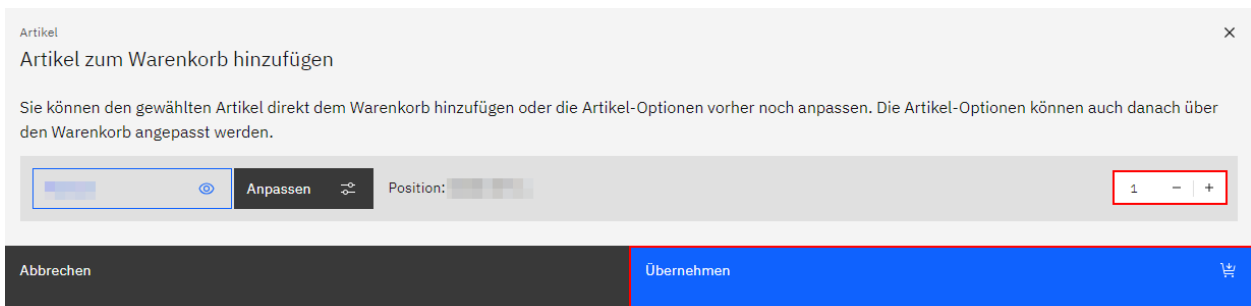 Artikel
Artikel zum Warenkorb hinzufügen
Sie können den gewählten Artikel direkt dem Warenkorb hinzufügen oder die Artikel-Optionen vorher noch anpassen. Die Artikel-Optionen können auch danach über
den Warenkorb angepasst werden.
Anpassen Position: 1 − +
Abbrechen Übernehmen